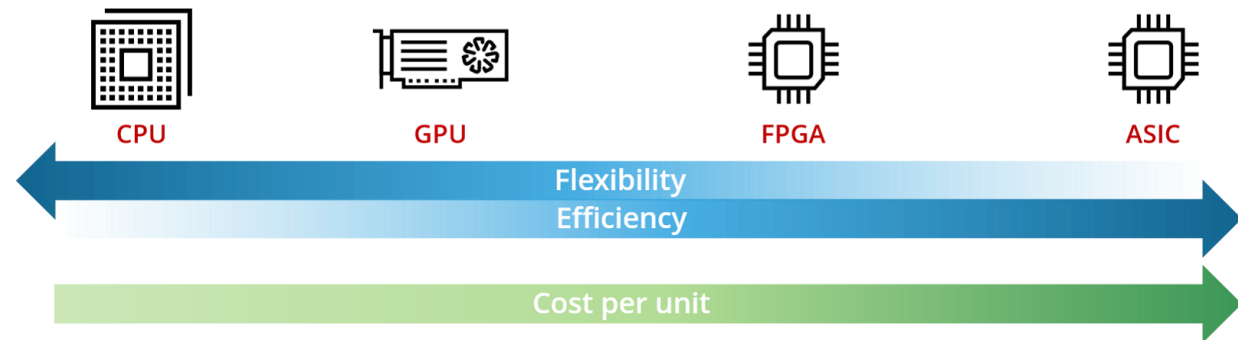 CPU
GPU
FPGA
ASIC
Flexibility
Efficiency
Cost per unit